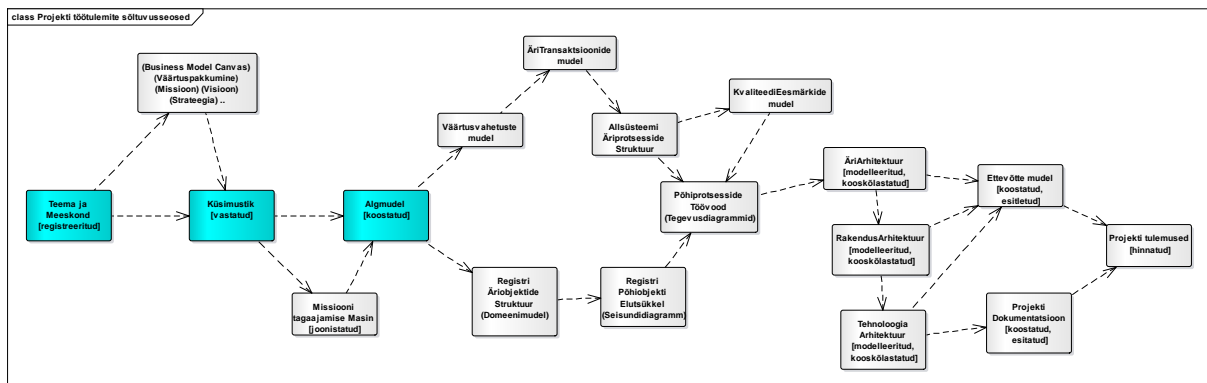 class Projekti töötulemite sõltuvusseosed
(Business Model Canvas)
(Väärtuspakkumine)
(Missioon) (Visioon)
(Strateegia) ..
ÄriTransaktsioonide
mudel
KvaliteediEesmärkide
mudel
Väärtusvahetuste
mudel
Allsüsteemi
Äriprotsesside
Struktuur
Teema ja
Meeskond
[registreeritud]
Küsimustik
[vastatud]
Algmudel
[koostatud]
Põhiprotsesside
Töövood
(Tegevusdiagrammid)
ÄriArhitektuur
[modelleeritud,
kooskõlastatud]
Ettevõtte mudel
[koostatud,
esitletud]
RakendusArhitektuur
[modelleeritud,
kooskõlastatud]
Projekti tulemused
[hinnatud]
Missiooni
tagaajamise Masin
[joonistatud]
Registri
Äriobjektide
Struktuur
(Domeenimudel)
Registri
Põhiobjekti
Elutsükkel
(Seisundidiagramm)
Tehnoloogia
Arhitektuur
[modelleeritud,
kooskõlastatud]
Projekti
Dokumentatsioon
[koostatud,
esitatud]